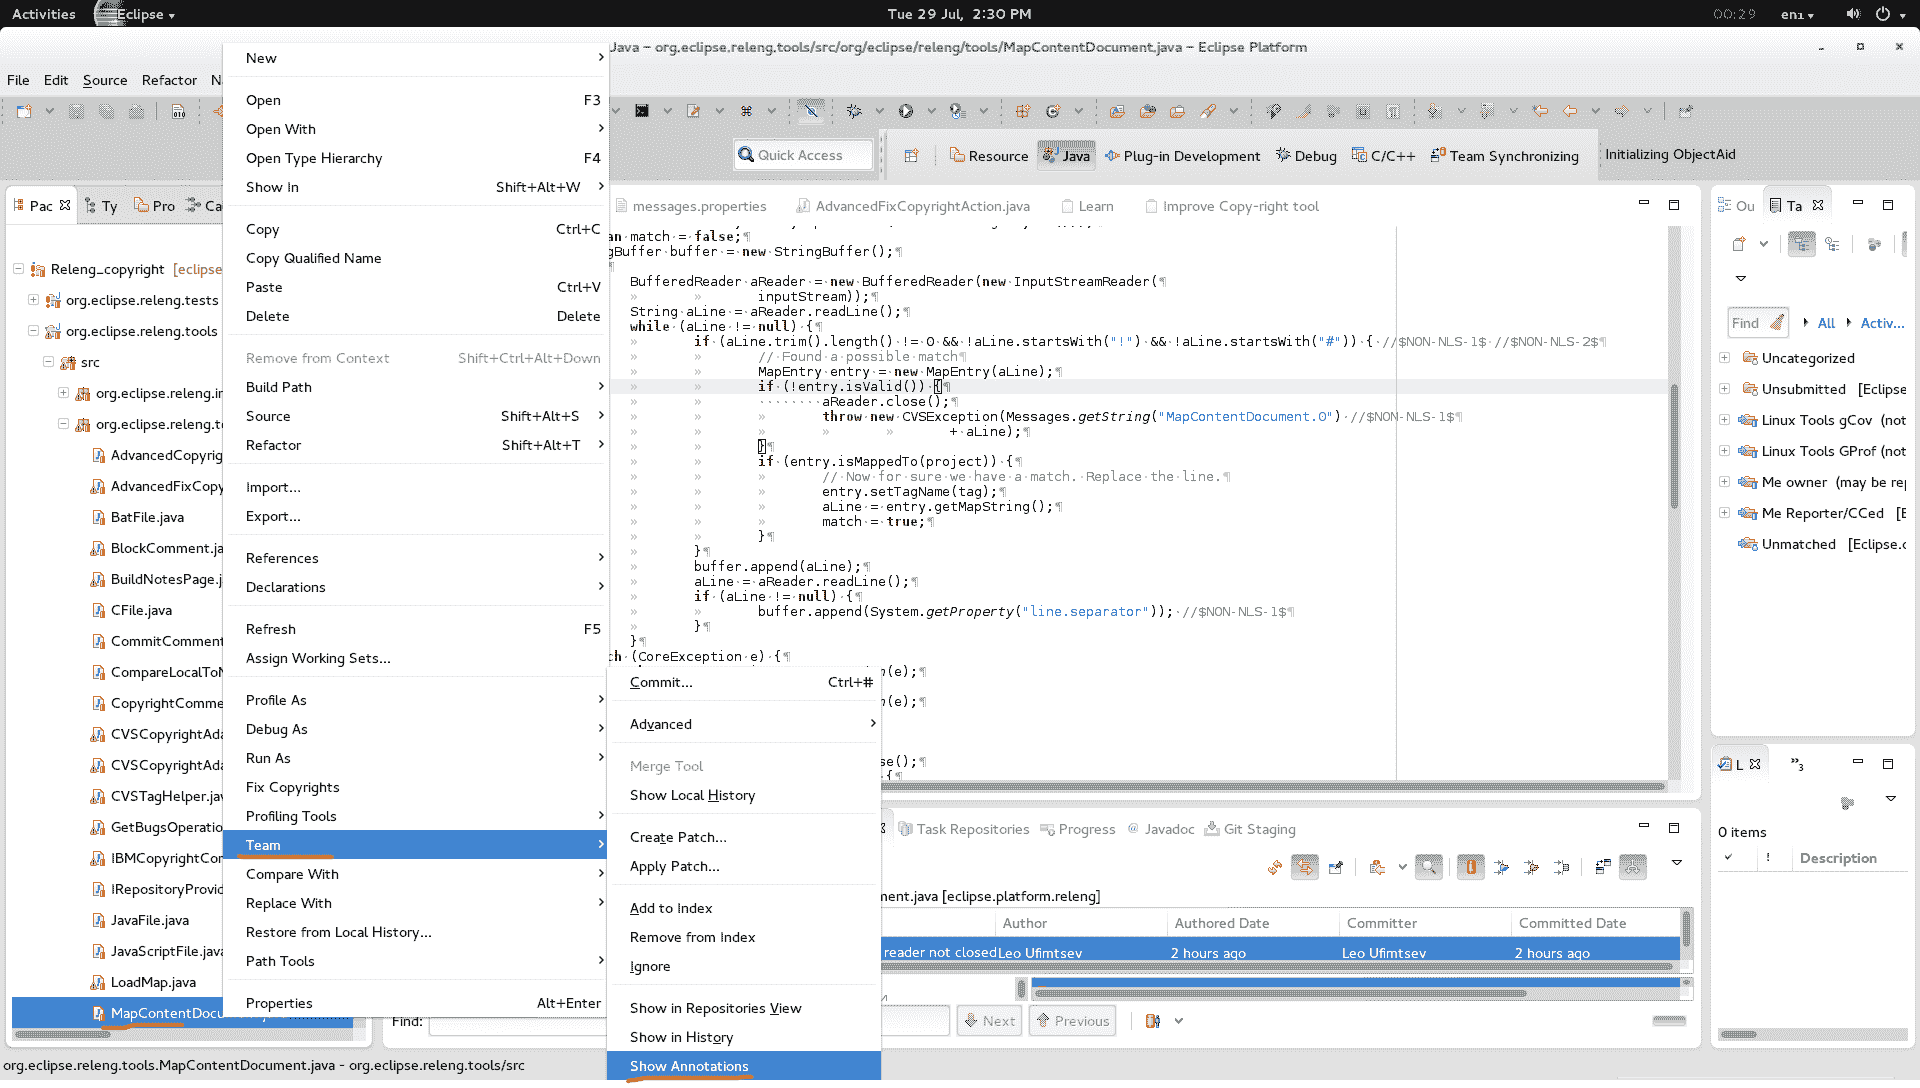 Activities
Eclipse
Tue 29 Jul, 2:30 PM
00:29
en1
Java – org.eclipse.releng.tools/src/org/eclipse/releng/tools/MapContentDocument.java – Eclipse Platform
File Edit Source Refactor
Quick Access
Resource
Java
Plug-in Development
Debug
C/C++
Team Synchronizing
Initializing ObjectAid
Pac
Ty
Pro
Ca
Releng_copyright [eclipse
org.eclipse.releng.tests
org.eclipse.releng.tools
src
AdvancedCopyrig
AdvancedFixCopy
BatFile.java
BlockComment.ja
BuildNotesPage.j
CFile.java
CommitComment
CompareLocalToM
CopyrightComme
CVSCopyrightAda
CVSCopyrightAda
CVSTagHelper.jav
GetBugsOperatio
IBMCopyrightCor
IRepositoryProvid
JavaFile.java
JavaScriptFile.java
LoadMap.java
MapContentDocu
New
Open F3
Open With
Open Type Hierarchy F4
Show In Shift+Alt+W
Copy Ctrl+C
Copy Qualified Name
Paste Ctrl+V
Delete Delete
Remove from Context Shift+Ctrl+Alt+Down
Build Path
Source Shift+Alt+S
Refactor Shift+Alt+T
Import...
Export...
References
Declarations
Refresh F5
Assign Working Sets...
Profile As
Debug As
Run As
Fix Copyrights
Profiling Tools
Team
Compare With
Replace With
Restore from Local History...
Path Tools
Properties Alt+Enter
Commit... Ctrl+#
Advanced
Merge Tool
Show Local History
Create Patch...
Apply Patch...
Add to Index
Remove from Index
Ignore
Show in Repositories View
Show in History
Show Annotations
messages.properties
AdvancedFixCopyrightAction.java
Learn
Improve Copy-right tool
an match = false;¶
gBuffer buffer = new StringBuffer();¶
BufferedReader aReader = new BufferedReader(new InputStreamReader(¶
inputStream));¶
String aLine = aReader.readLine();¶
while (aLine != null) {¶
if (aLine.trim().length() != 0 && !aLine.startsWith("!") && !aLine.startsWith("#")) { //$NON-NLS-1$ //$NON-NLS-2$¶
// Found a possible match¶
MapEntry entry = new MapEntry(aLine);¶
if (!entry.isValid()) {¶
aReader.close();¶
throw new CVSException(Messages.getString("MapContentDocument.0") //$NON-NLS-1$¶
+ aLine);¶
}¶
if (entry.isMappedTo(project)) {¶
// Now for sure we have a match. Replace the line.¶
entry.setTagName(tag);¶
aLine = entry.getMapString();¶
match = true;¶
}¶
}¶
buffer.append(aLine);¶
aLine = aReader.readLine();¶
if (aLine != null) {¶
buffer.append(System.getProperty("line.separator")); //$NON-NLS-1$¶
}¶
}¶
ch (CoreException e) {¶
(e);¶
(e);¶
se();¶
{¶
Task Repositories
Progress
Javadoc
Git Staging
ment.java [eclipse.platform.releng]
Author
Authored Date
Committer
Committed Date
reader not closed
Leo Ufimtsev
2 hours ago
Leo Ufimtsev
2 hours ago
Find:
Next
Previous
Ou
Ta
Find
All
Activ...
Uncategorized
Unsubmitted [Eclipse
Linux Tools gCov (not
Linux Tools GProf (not
Me owner (may be rep
Me Reporter/CCed [E
Unmatched [Eclipse.o
L
3
0 items
! Description
org.eclipse.releng.tools.MapContentDocument.java - org.eclipse.releng.tools/src